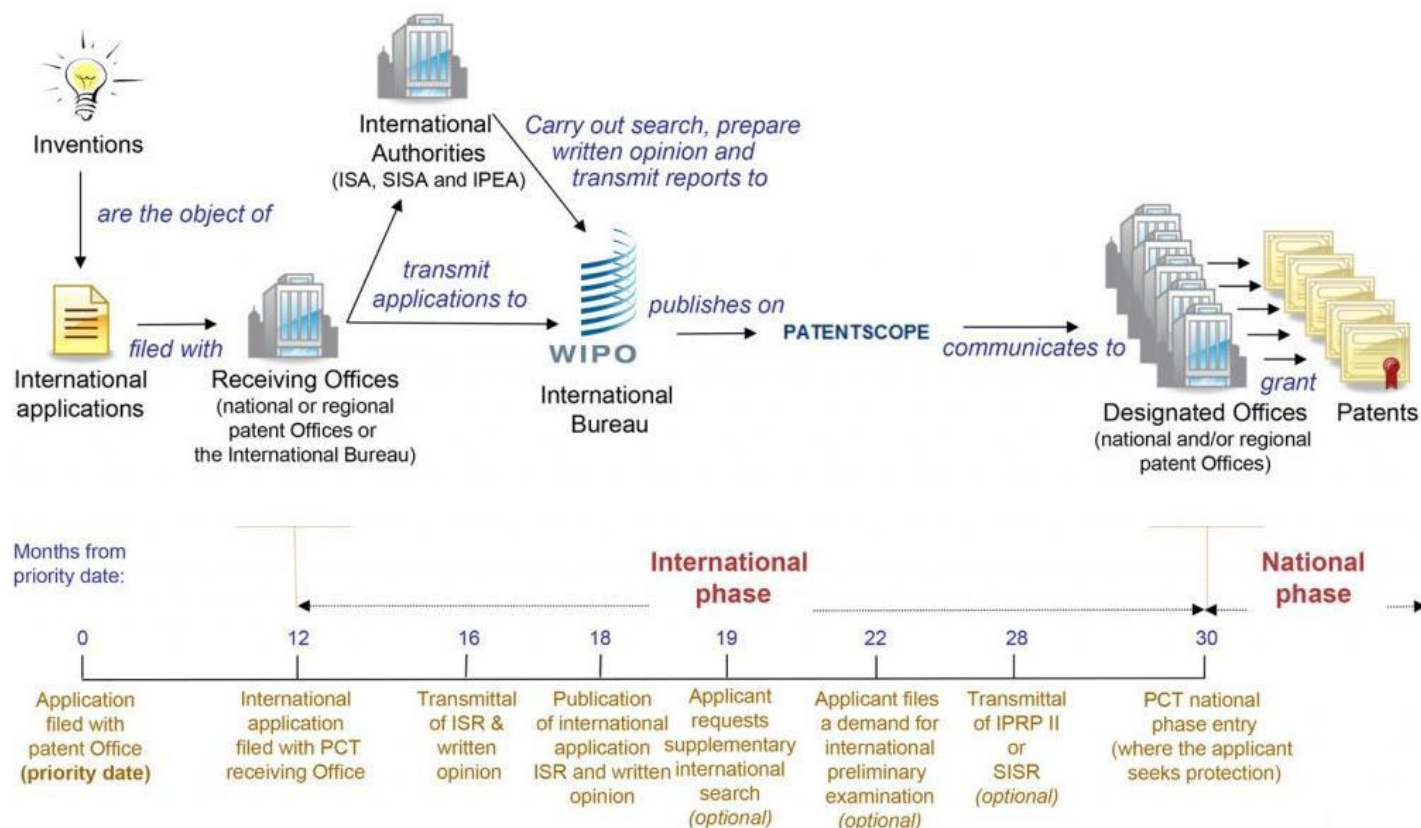 Inventions
are the object of
International
applications
filed with
Receiving Offices
(national or regional
patent Offices or
the International Bureau)
transmit
applications to
International
Authorities
(ISA, SISA and IPEA)
Carry out search, prepare
written opinion and
transmit reports to
WIPO
International
Bureau
publishes on
PATENTSCOPE
communicates to
Designated Offices
(national and/or regional
patent Offices)
grant
Patents
Months from
priority date:
International
phase
National
phase
0
12
16
18
19
22
28
30
Application
filed with
patent Office
(priority date)
International
application
filed with PCT
receiving Office
Transmittal
of ISR &
written
opinion
Publication
of international
application
ISR and written
opinion
Applicant
requests
supplementary
international
search
(optional)
Applicant files
a demand for
international
preliminary
examination
(optional)
Transmittal
of IPRP II
or
SISR
(optional)
PCT national
phase entry
(where the applicant
seeks protection)